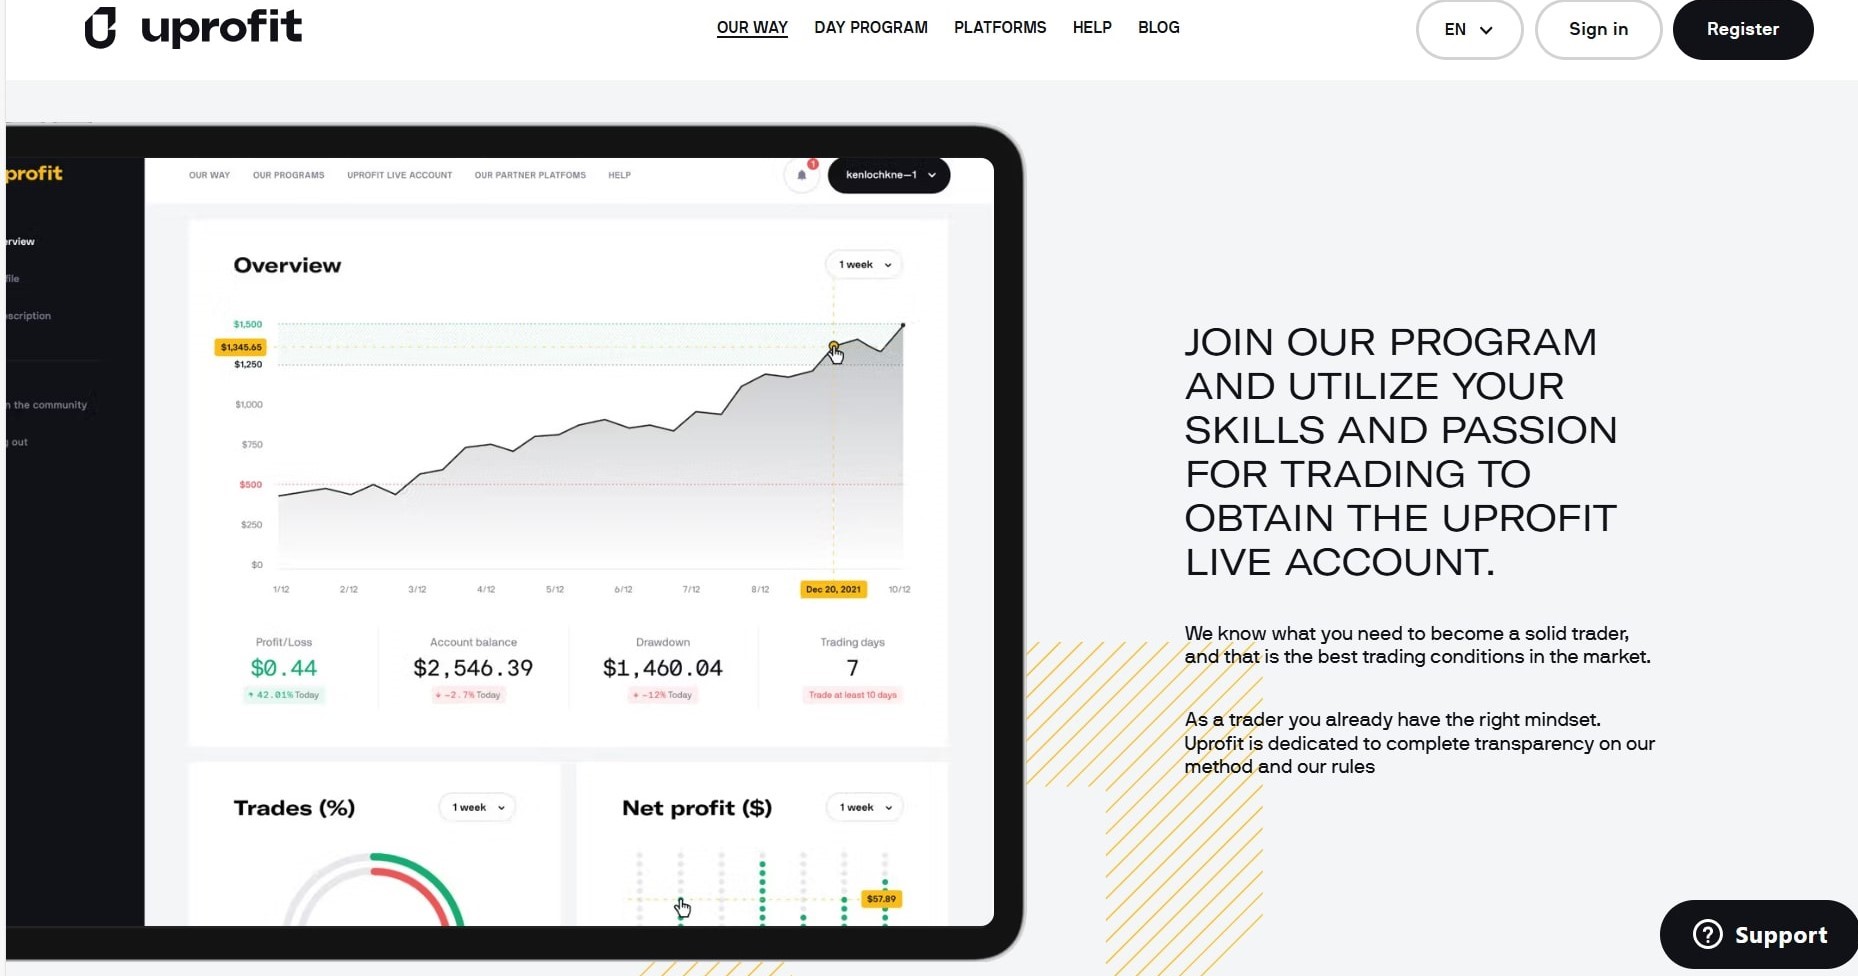 uprofit
OUR WAY DAY PROGRAM PLATFORMS HELP BLOG
EN
Sign in
Register
profit
OUR WAY OUR PROGRAMS UPROFIT LIVE ACCOUNT OUR PARTNER PLATFOMS HELP
1
kenlochkne—1
erview
file
oscription
n the community
g out
Overview
1 week
$1,500
$1,345.65
$1,250
$1,000
$750
$500
$250
$0
1/12 2/12 3/12 4/12 5/12 6/12 7/12 8/12 Dec 20, 2021 10/12
Profit/Loss Account balance Drawdown Trading days
$0.44 $2,546.39 $1,460.04 7
42.01% Today −2.7% Today −12% Today Trade at least 10 days
Trades (%)
1 week
Net profit ($)
1 week
$57.89
JOIN OUR PROGRAM
AND UTILIZE YOUR
SKILLS AND PASSION
FOR TRADING TO
OBTAIN THE UPROFIT
LIVE ACCOUNT.
We know what you need to become a solid trader,
and that is the best trading conditions in the market.
As a trader you already have the right mindset.
Uprofit is dedicated to complete transparency on our
method and our rules
? Support